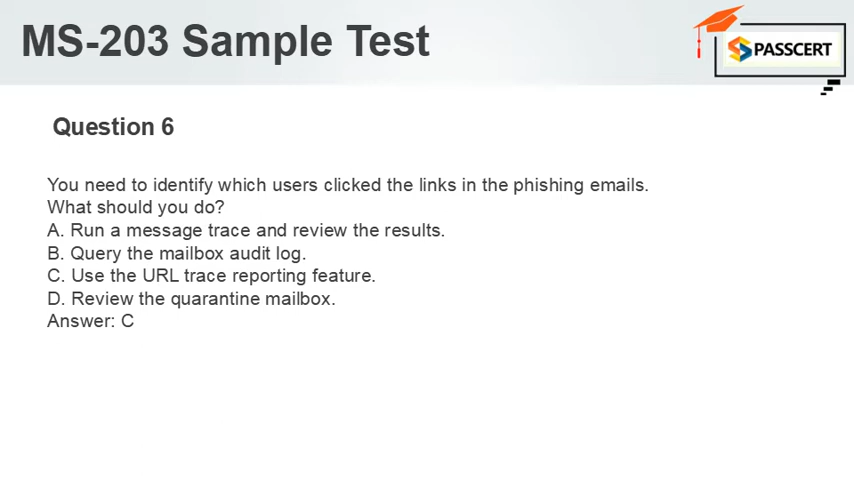 MS-203 Sample Test
PASSCERT
Question 6
You need to identify which users clicked the links in the phishing emails.
What should you do?
A. Run a message trace and review the results.
B. Query the mailbox audit log.
C. Use the URL trace reporting feature.
D. Review the quarantine mailbox.
Answer: C